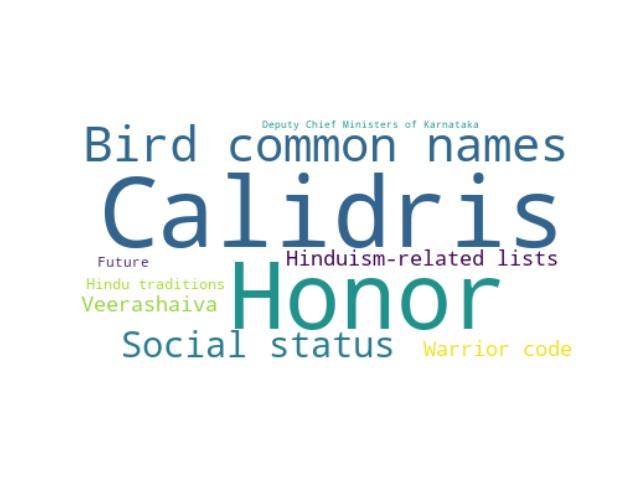 Deputy Chief Ministers of Karnataka
Bird common names
Calidris
Future
Hinduism-related lists
Hindu traditions
Honor
Veerashaiva
Social status
Warrior code